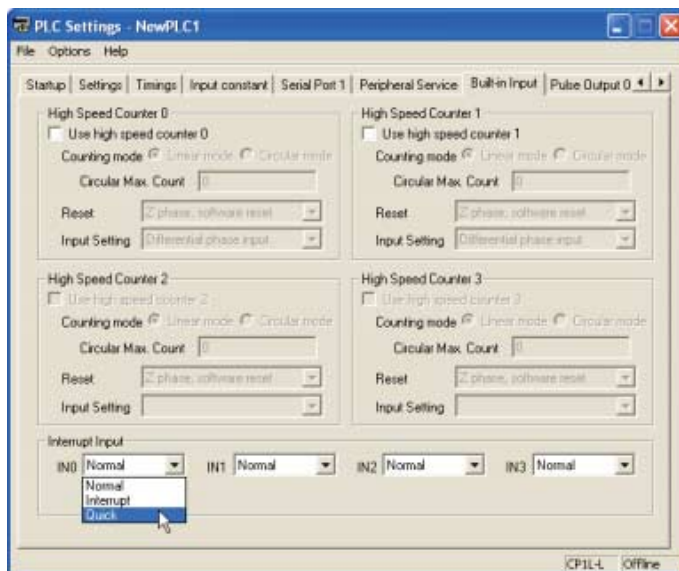 PLC Settings - NewPLC1
File Options Help
Startup Settings Timings Input constant Serial Port 1 Peripheral Service Built-in Input Pulse Output 0
High Speed Counter 0
Use high speed counter 0
Counting mode Linear mode Circular mode
Circular Max. Count 0
Reset Z phase, software reset
Input Setting Differential phase input
High Speed Counter 1
Use high speed counter 1
Counting mode Linear mode Circular mode
Circular Max. Count 0
Reset Z phase, software reset
Input Setting Differential phase input
High Speed Counter 2
Use high speed counter 2
Counting mode Linear mode Circular mode
Circular Max. Count 0
Reset Z phase, software reset
Input Setting
High Speed Counter 3
Use high speed counter 3
Counting mode Linear mode Circular mode
Circular Max. Count 0
Reset Z phase, software reset
Input Setting
Interrupt Input
IN0 Normal IN1 Normal IN2 Normal IN3 Normal
Normal
Interrupt
Quick
CP1L-L Offline